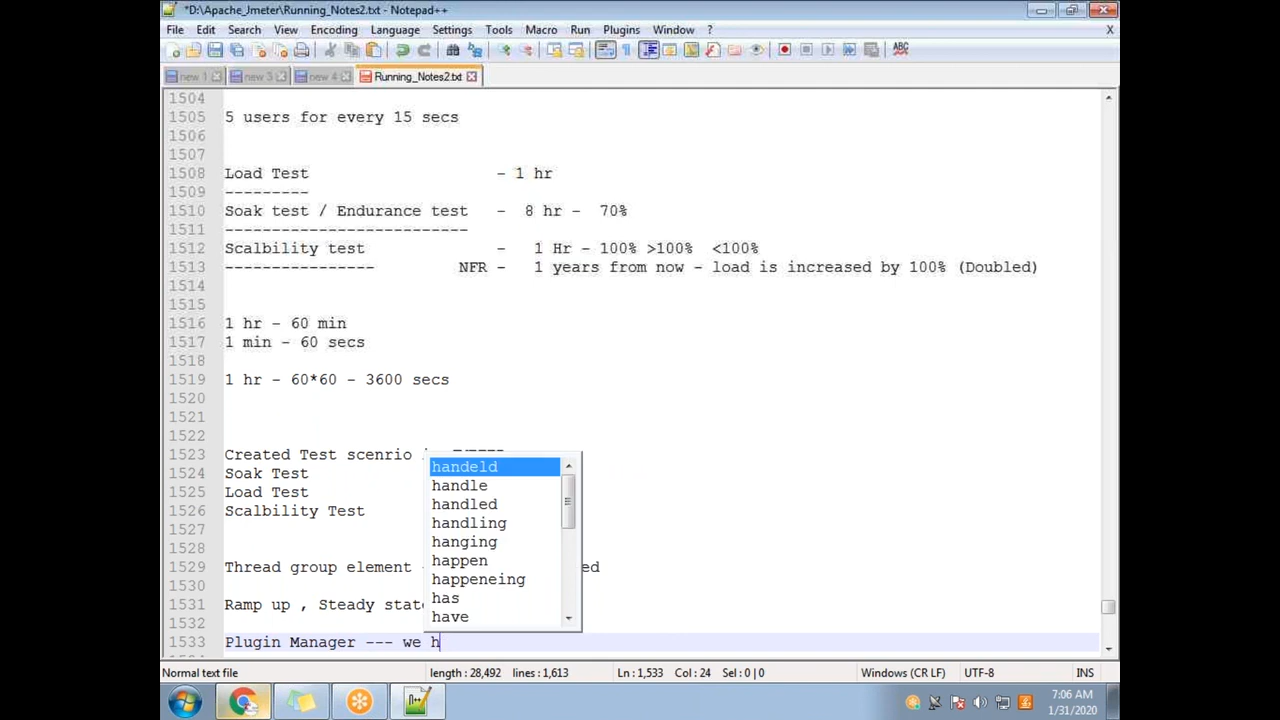 *D:\Apache_Jmeter\Running_Notes2.txt - Notepad++
File Edit Search View Encoding Language Settings Tools Macro Run Plugins Window ?
X
new 1 new 3 new 4 Running_Notes2.txt
1504
1505 5 users for every 15 secs
1506
1507
1508 Load Test - 1 hr
1509 ---------
1510 Soak test / Endurance test - 8 hr - 70%
1511 --------------------------
1512 Scalbility test - 1 Hr - 100% >100% <100%
1513 ---------------- NFR - 1 years from now - load is increased by 100% (Doubled)
1514
1515
1516 1 hr - 60 min
1517 1 min - 60 secs
1518
1519 1 hr - 60*60 - 3600 secs
1520
1521
1522
1523 Created Test scenrio
1524 Soak Test
1525 Load Test
1526 Scalbility Test
1527
1528
1529 Thread group element
1530
1531 Ramp up , Steady state
1532
1533 Plugin Manager --- we h
handeld
handle
handled
handling
hanging
happen
happeneing
has
have
Normal text file length : 28,492 lines : 1,613 Ln : 1,533 Col : 24 Sel : 0 | 0 Windows (CR LF) UTF-8 INS
7:06 AM
1/31/2020